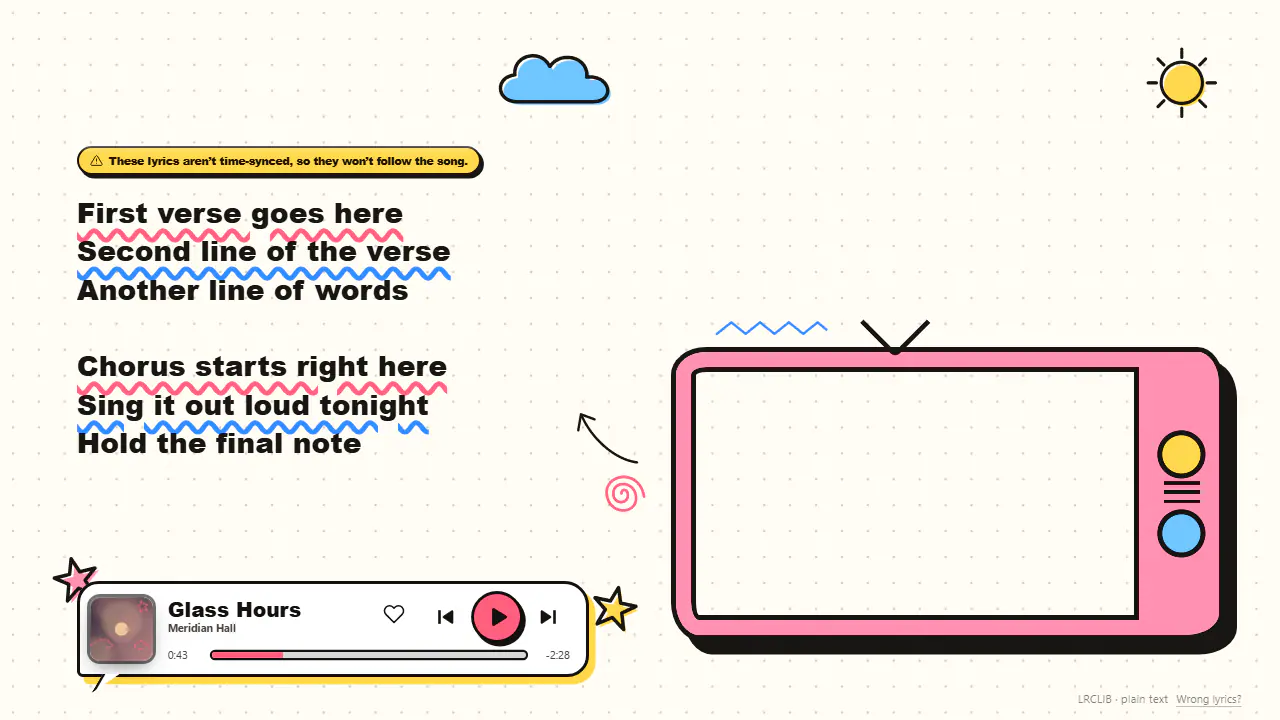 These lyrics aren't time-synced, so they won't follow the song.
First verse goes here
Second line of the verse
Another line of words
Chorus starts right here
Sing it out loud tonight
Hold the final note
Glass Hours
Meridian Hall
0:43
-2:28
LRCLIB · plain text Wrong lyrics?